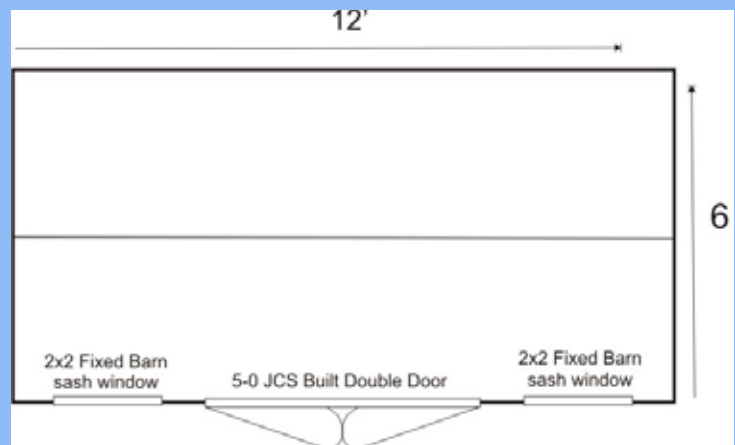 12'
6
2x2 Fixed Barn
sash window
5-0 JCS Built Double Door
2x2 Fixed Barn
sash window